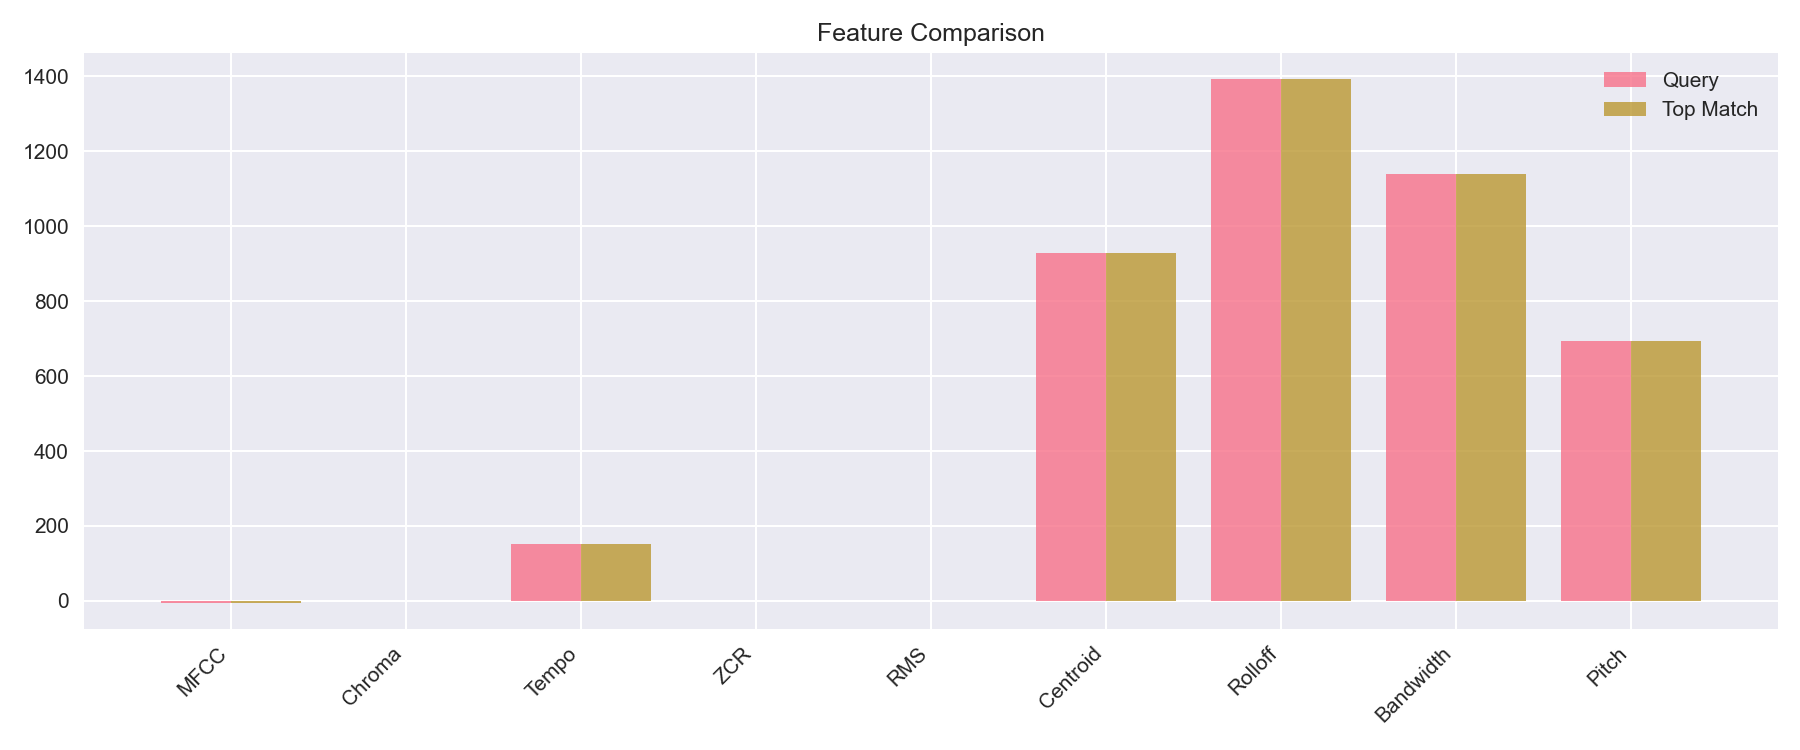 Feature Comparison
Query
Top Match
1400
1200
1000
800
600
400
200
0
MFCC
Chroma
Tempo
ZCR
RMS
Centroid
Rolloff
Bandwidth
Pitch